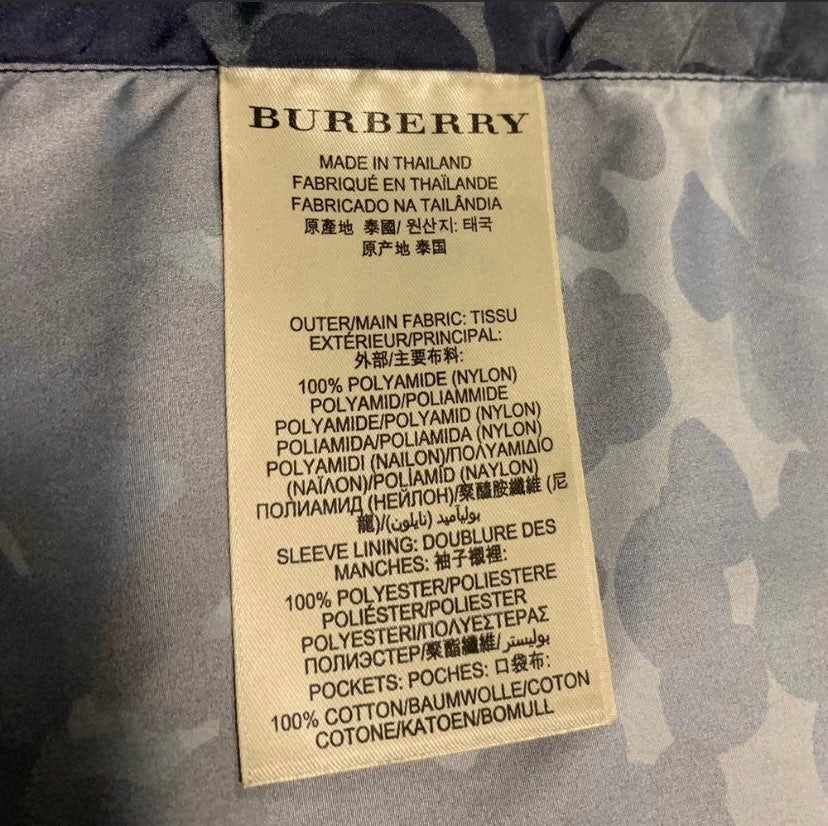 BURBERRY
MADE IN THAILAND
FABRIQUÉ EN THAÏLANDE
FABRICADO NA TAILÂNDIA
原產地 泰國/ 원산지: 태국
原产地 泰国
OUTER/MAIN FABRIC: TISSU
EXTÉRIEUR/PRINCIPAL:
外部/主要布料:
100% POLYAMIDE (NYLON)
POLYAMID/POLIAMMIDE
POLYAMIDE/POLYAMID (NYLON)
POLIAMIDA/POLIAMIDA (NYLON)
POLYAMIDI (NAILON)/ΠΟΛΥΑΜΙΔΙΟ
(ΝΑΪΛΟΝ)/POLÌAMÌD (NAYLON)
ПОЛИАМИД (НЕЙЛОН)/聚醯胺纖維 (尼
龍)/بولياميد (نايلون)
SLEEVE LINING: DOUBLURE DES
MANCHES: 袖子襯裡:
100% POLYESTER/POLIESTERE
POLIÉSTER/POLIESTER
POLYESTERI/ΠΟΛΥΕΣΤΕΡΑΣ
ПОЛИЭСТЕР/聚酯纖維/بوليستر
POCKETS: POCHES: 口袋布:
100% COTTON/BAUMWOLLE/COTON
COTONE/KATOEN/BOMULL